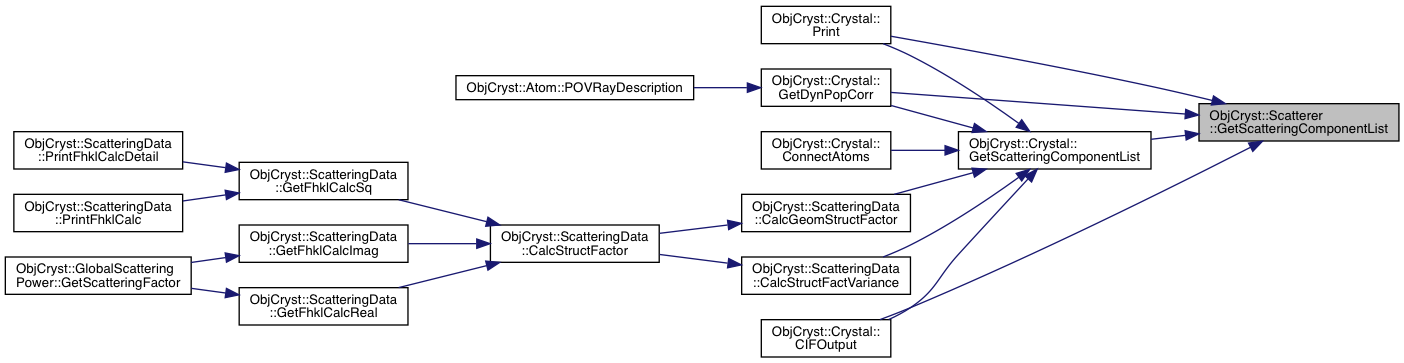 ObjCryst::Crystal::
Print
ObjCryst::Crystal::
GetDynPopCorr
ObjCryst::Atom::POVRayDescription
ObjCryst::Scatterer
::GetScatteringComponentList
ObjCryst::ScatteringData
::PrintFhklCalcDetail
ObjCryst::Crystal::
ConnectAtoms
ObjCryst::Crystal::
GetScatteringComponentList
ObjCryst::ScatteringData
::GetFhklCalcSq
ObjCryst::ScatteringData
::PrintFhklCalc
ObjCryst::ScatteringData
::CalcGeomStructFactor
ObjCryst::ScatteringData
::GetFhklCalcImag
ObjCryst::ScatteringData
::CalcStructFactor
ObjCryst::GlobalScattering
Power::GetScatteringFactor
ObjCryst::ScatteringData
::CalcStructFactVariance
ObjCryst::ScatteringData
::GetFhklCalcReal
ObjCryst::Crystal::
CIFOutput